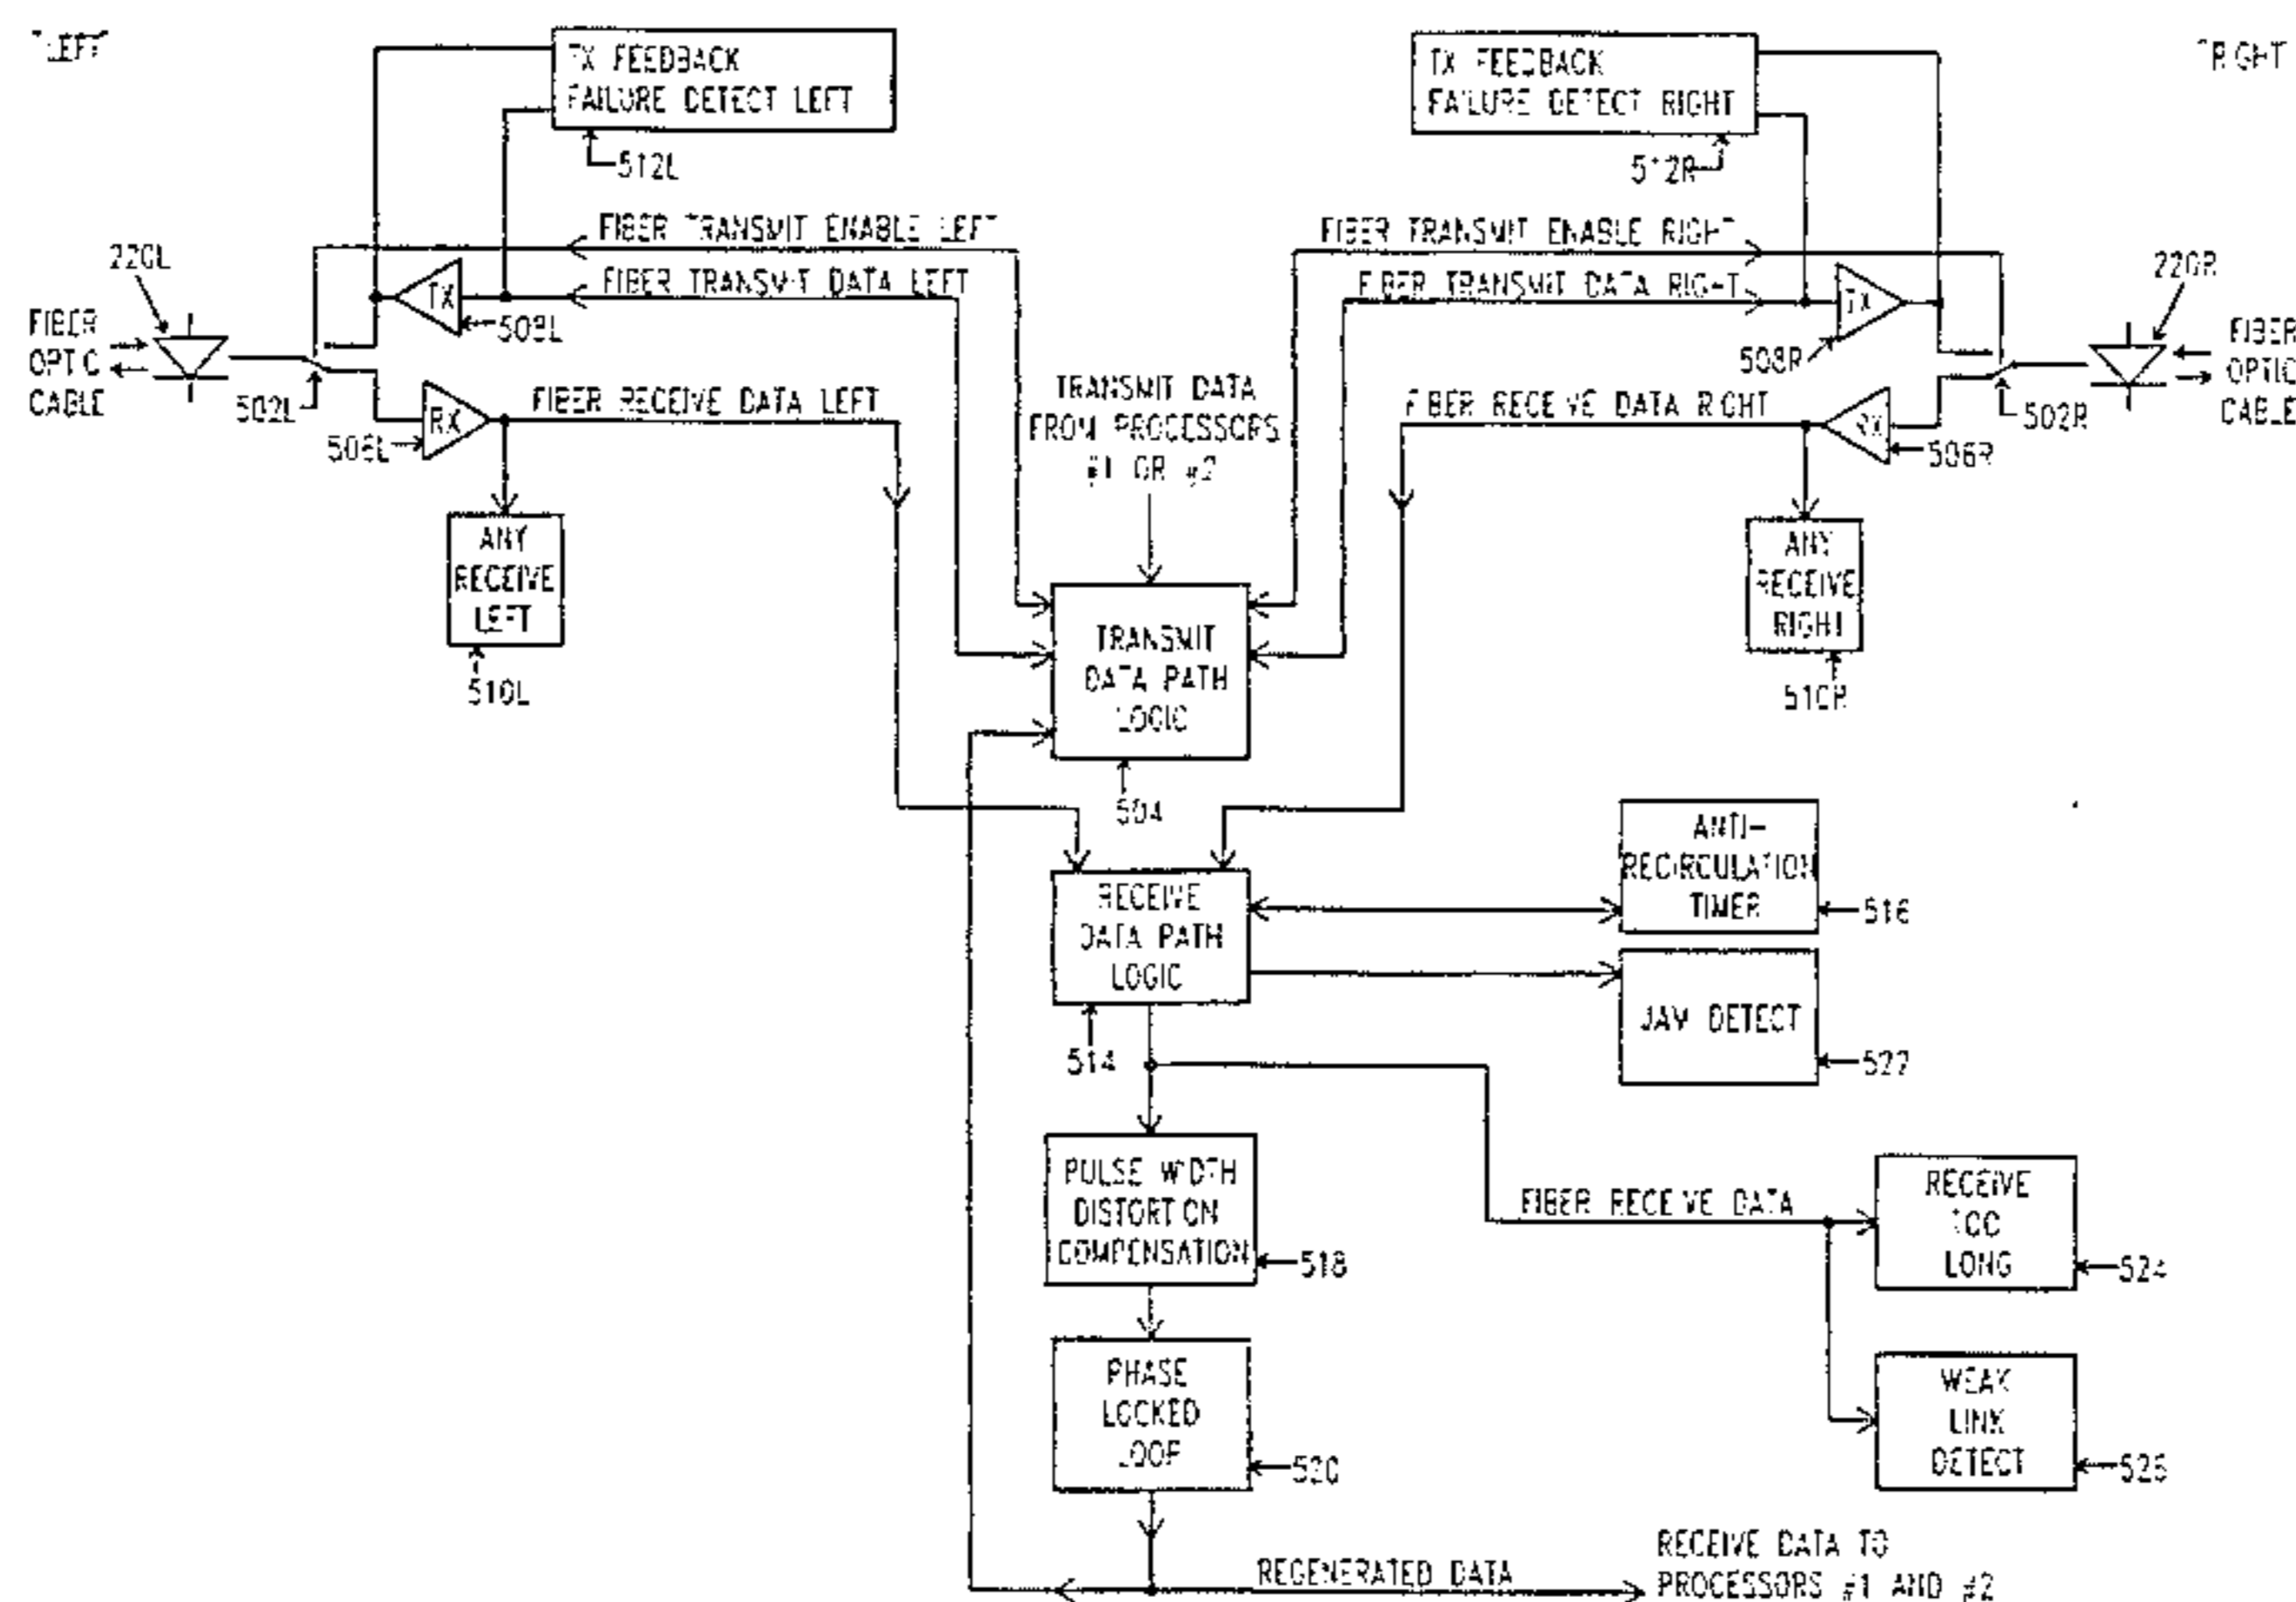 "LEFT"
"RIGHT
TX FEEDBACK
FAILURE DETECT LEFT
512L
TX FEEDBACK
FAILURE DETECT RIGHT
512R
FIBER TRANSMIT ENABLE LEFT
FIBER TRANSMIT DATA LEFT
FIBER TRANSMIT ENABLE RIGHT
FIBER TRANSMIT DATA RIGHT
220L
FIBER
OPTIC
CABLE
502L
TX
508L
RX
506L
FIBER RECEIVE DATA LEFT
TRANSMIT DATA
FROM PROCESSORS
#1 OR #2
FIBER RECEIVE DATA RIGHT
TX
508R
RX
506R
502R
220R
FIBER
OPTIC
CABLE
ANY
RECEIVE
LEFT
510L
ANY
RECEIVE
RIGHT
510R
TRANSMIT
DATA PATH
LOGIC
504
RECEIVE
DATA PATH
LOGIC
514
ANTI-
RECIRCULATION
TIMER
516
JAM DETECT
522
PULSE WIDTH
DISTORTION
COMPENSATION
518
FIBER RECEIVE DATA
RECEIVE
TOO
LONG
524
PHASE
LOCKED
LOOP
520
WEAK
LINK
DETECT
526
REGENERATED DATA
RECEIVE DATA TO
PROCESSORS #1 AND #2